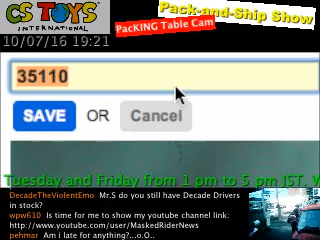 CS TOYS
INTERNATIONAL
Pack-and-Ship Show
PacKING Table Cam
10/07/16 19:21
35110
SAVE OR Cancel
Tuesday and Friday from 1 pm to 5 pm JST. W
DecadeTheViolentEmo Mr.S do you still have Decade Drivers
in stock?
wpw610 Is time for me to show my youtube channel link:
http://www.youtube.com/user/MaskedRiderNews
pehmar Am i late for anything?...o.O..